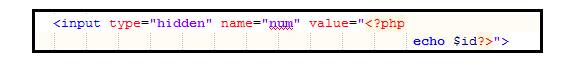 <input type="hidden" name="num" value="<?php
echo $id?>">